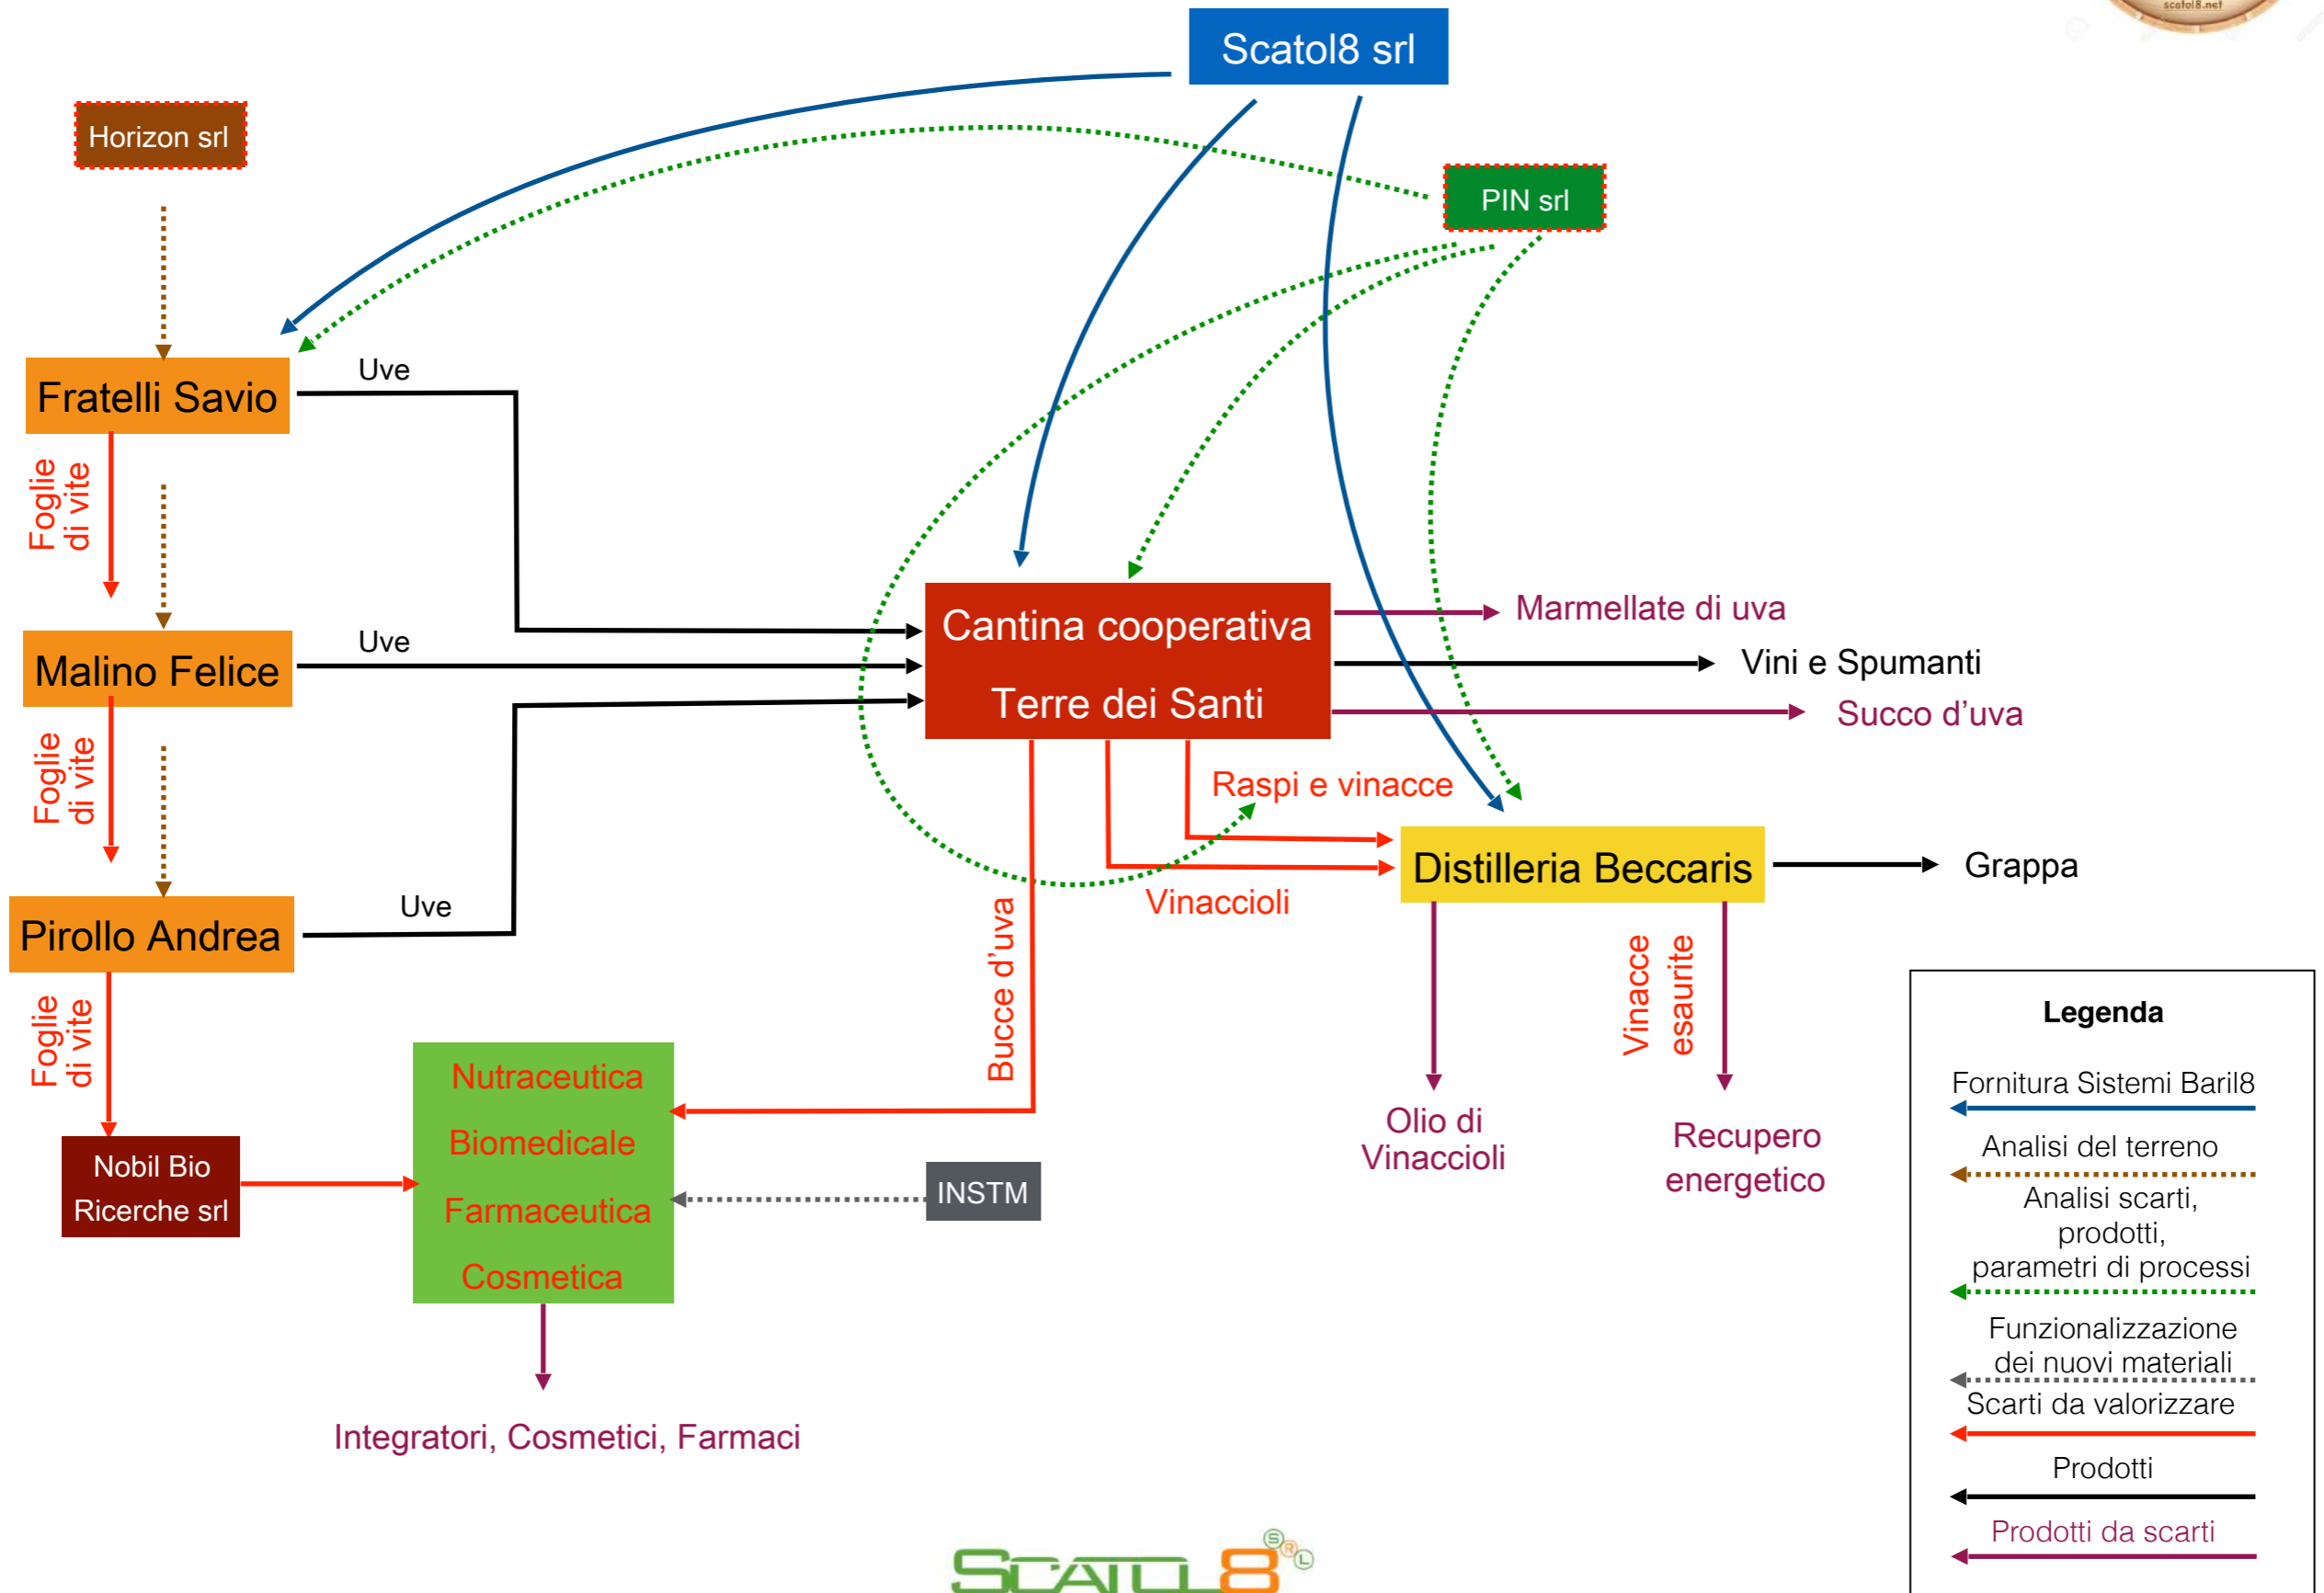 scatol8.net
Scatol8 srl
Horizon srl
PIN srl
Fratelli Savio
Uve
Foglie
di vite
Malino Felice
Uve
Cantina cooperativa
Terre dei Santi
Marmellate di uva
Vini e Spumanti
Succo d'uva
Foglie
di vite
Raspi e vinacce
Vinaccioli
Distilleria Beccaris
Grappa
Pirollo Andrea
Uve
Foglie
di vite
Bucce d'uva
Vinacce
esaurite
Nobil Bio
Ricerche srl
Nutraceutica
Biomedicale
Farmaceutica
Cosmetica
INSTM
Olio di
Vinaccioli
Recupero
energetico
Integratori, Cosmetici, Farmaci
Legenda
Fornitura Sistemi Baril8
Analisi del terreno
Analisi scarti,
prodotti,
parametri di processi
Funzionalizzazione
dei nuovi materiali
Scarti da valorizzare
Prodotti
Prodotti da scarti
SCATOL8 SRL